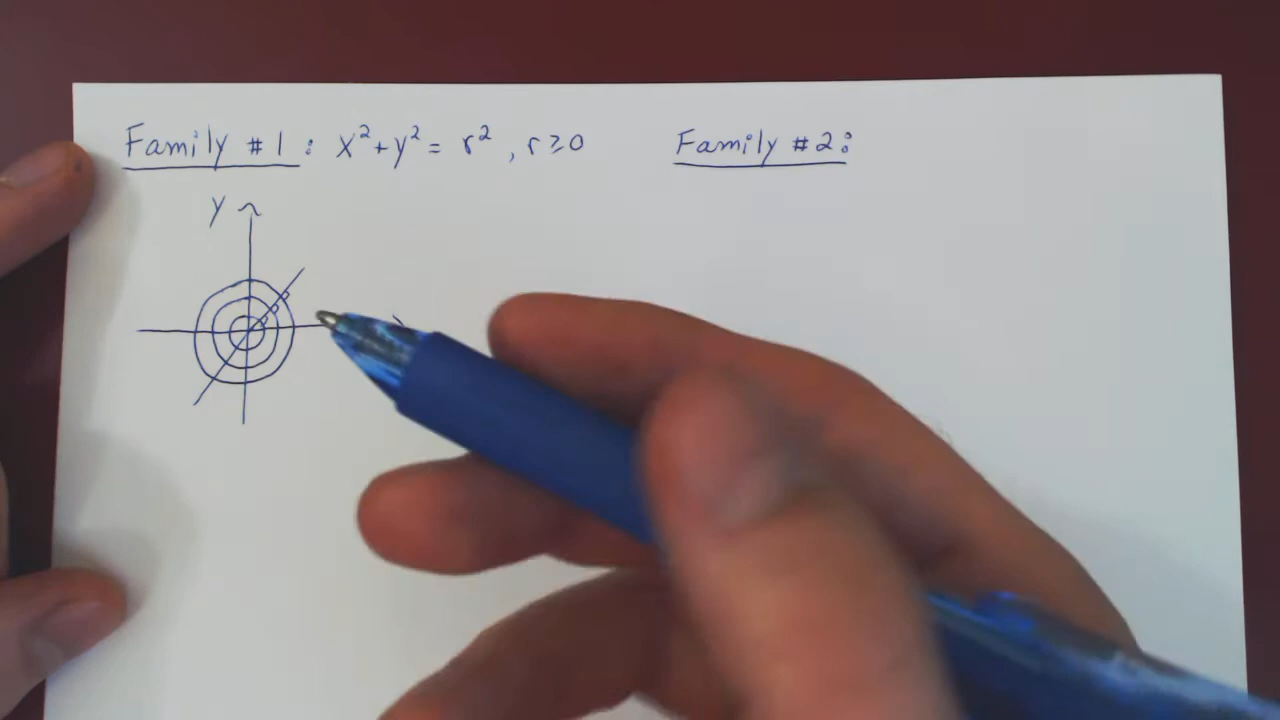 Family #1: x²+y² = r², r≥0
Family #2:
y